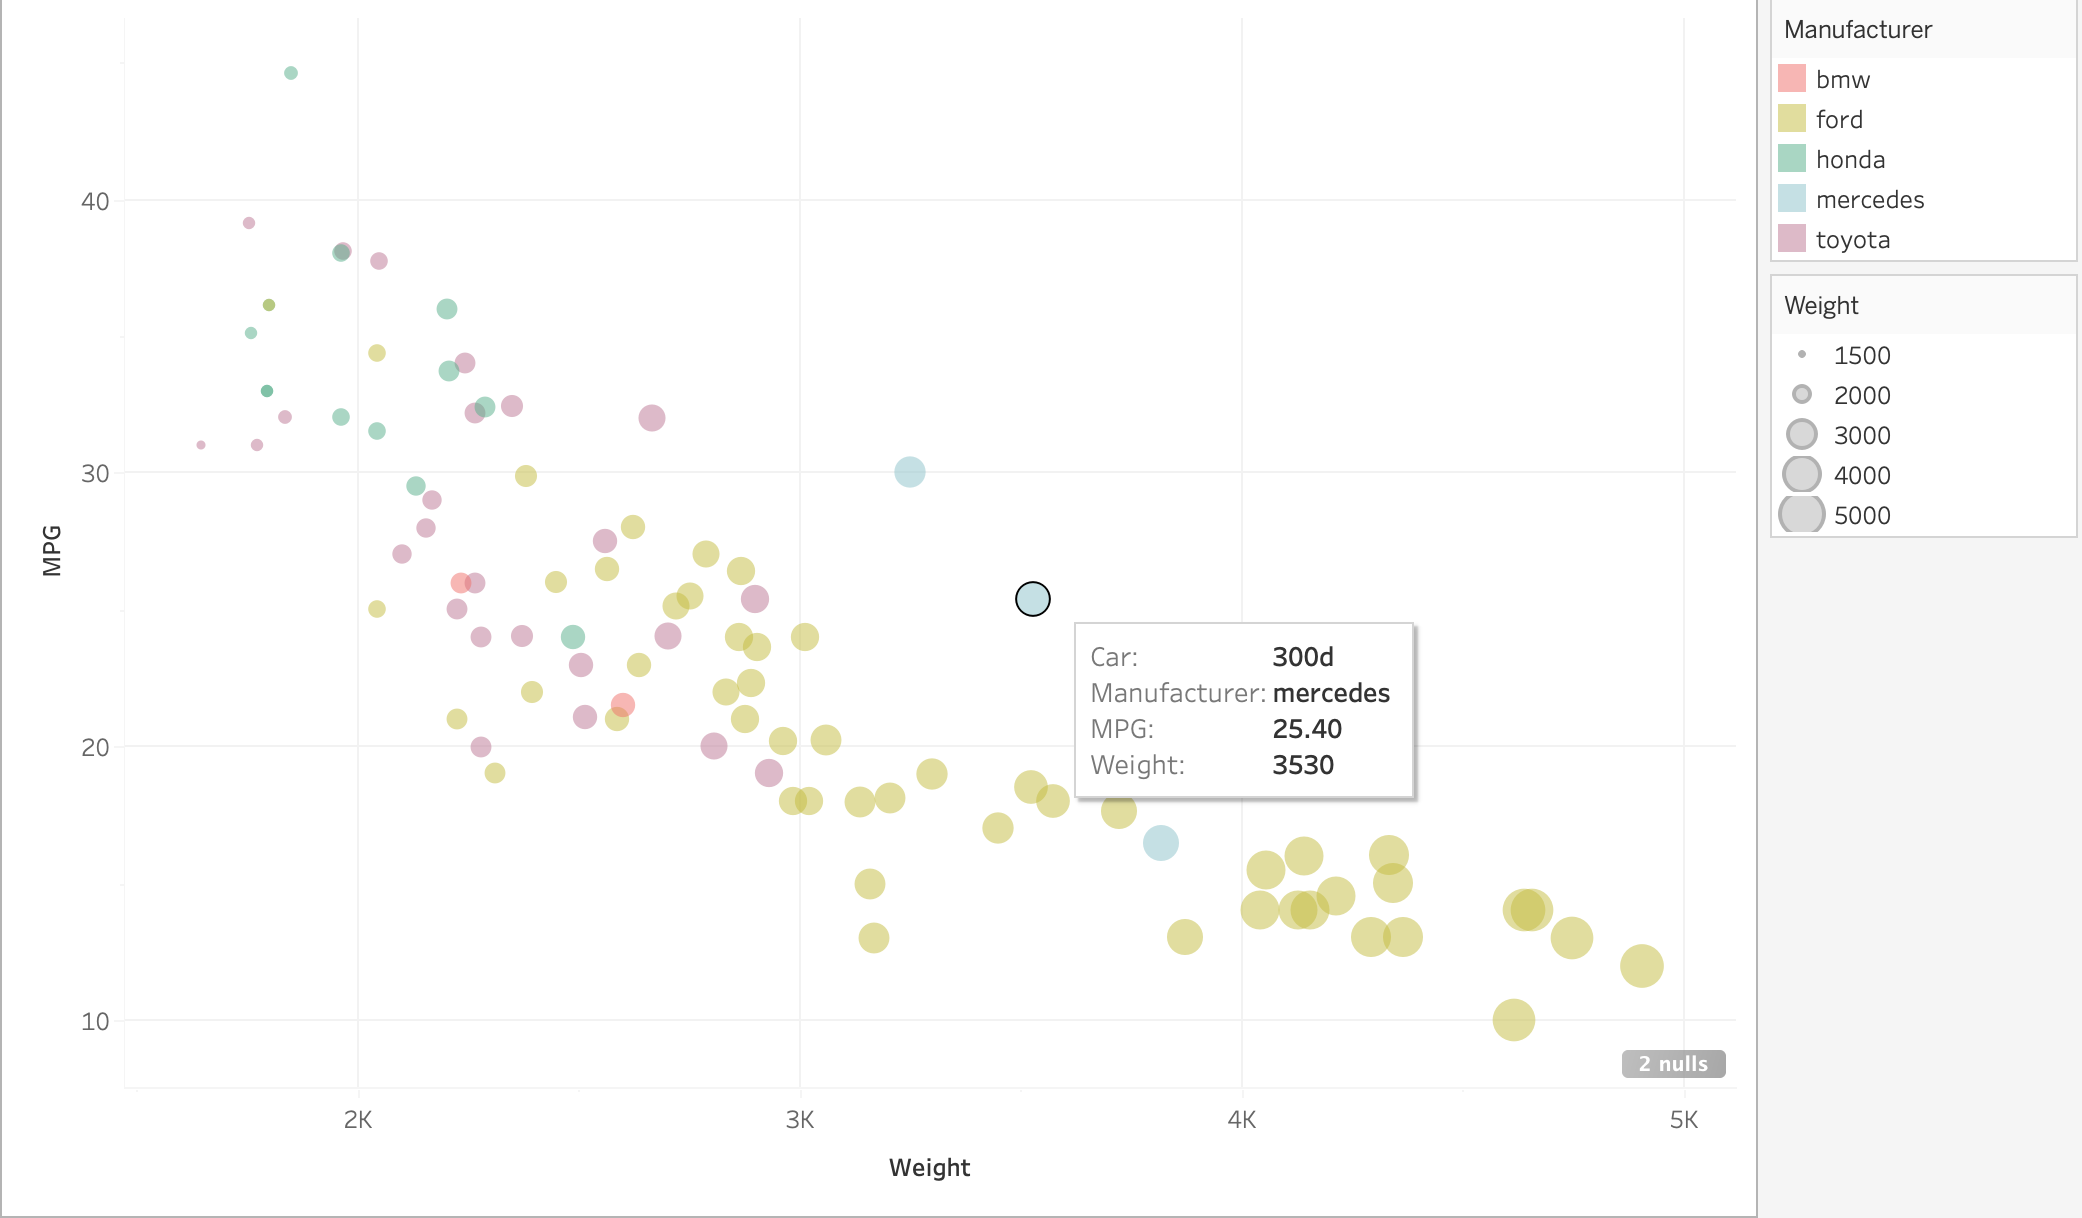 Manufacturer
bmw
ford
honda
mercedes
toyota
Weight
1500
2000
3000
4000
5000
MPG
40
30
20
10
Car: 300d
Manufacturer: mercedes
MPG: 25.40
Weight: 3530
2 nulls
2K 3K 4K 5K
Weight